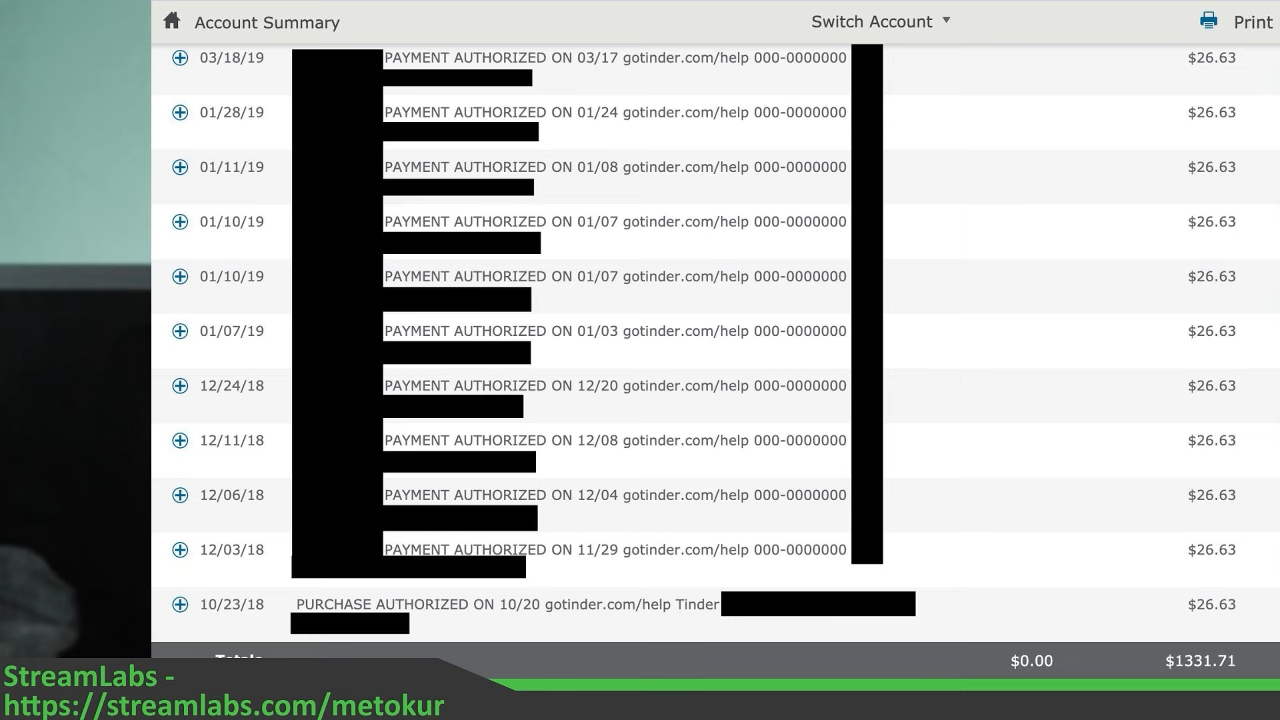 Account Summary Switch Account Print
03/18/19 PAYMENT AUTHORIZED ON 03/17 gotinder.com/help 000-0000000 $26.63
01/28/19 PAYMENT AUTHORIZED ON 01/24 gotinder.com/help 000-0000000 $26.63
01/11/19 PAYMENT AUTHORIZED ON 01/08 gotinder.com/help 000-0000000 $26.63
01/10/19 PAYMENT AUTHORIZED ON 01/07 gotinder.com/help 000-0000000 $26.63
01/10/19 PAYMENT AUTHORIZED ON 01/07 gotinder.com/help 000-0000000 $26.63
01/07/19 PAYMENT AUTHORIZED ON 01/03 gotinder.com/help 000-0000000 $26.63
12/24/18 PAYMENT AUTHORIZED ON 12/20 gotinder.com/help 000-0000000 $26.63
12/11/18 PAYMENT AUTHORIZED ON 12/08 gotinder.com/help 000-0000000 $26.63
12/06/18 PAYMENT AUTHORIZED ON 12/04 gotinder.com/help 000-0000000 $26.63
12/03/18 PAYMENT AUTHORIZED ON 11/29 gotinder.com/help 000-0000000 $26.63
10/23/18 PURCHASE AUTHORIZED ON 10/20 gotinder.com/help Tinder $26.63
Totals $0.00 $1331.71
StreamLabs -
https://streamlabs.com/metokur